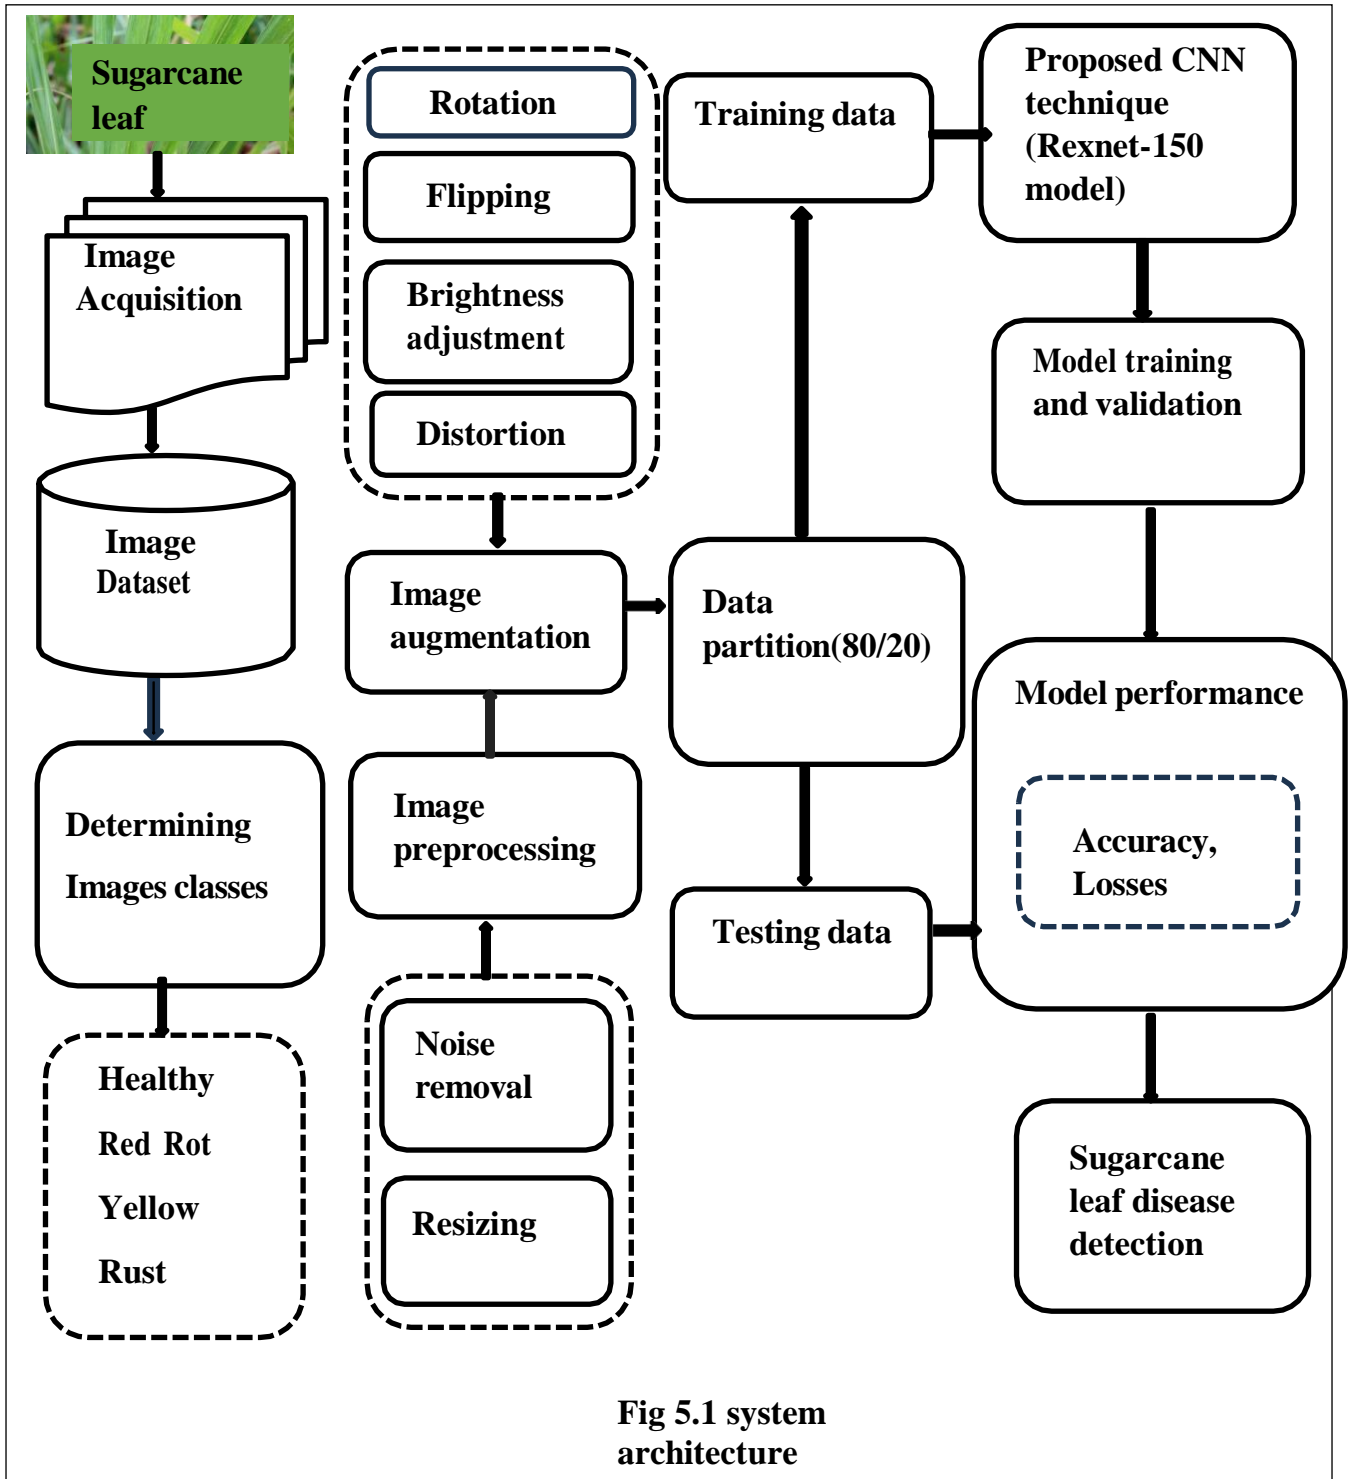 Sugarcane
leaf
Image
Acquisition
Image
Dataset
Determining
Images classes
Healthy
Red Rot
Yellow
Rust
Rotation
Flipping
Brightness
adjustment
Distortion
Image
augmentation
Image
preprocessing
Noise
removal
Resizing
Training data
Data
partition(80/20)
Testing data
Proposed CNN
technique
(Rexnet-150
model)
Model training
and validation
Model performance
Accuracy,
Losses
Sugarcane
leaf disease
detection
Fig 5.1 system
architecture